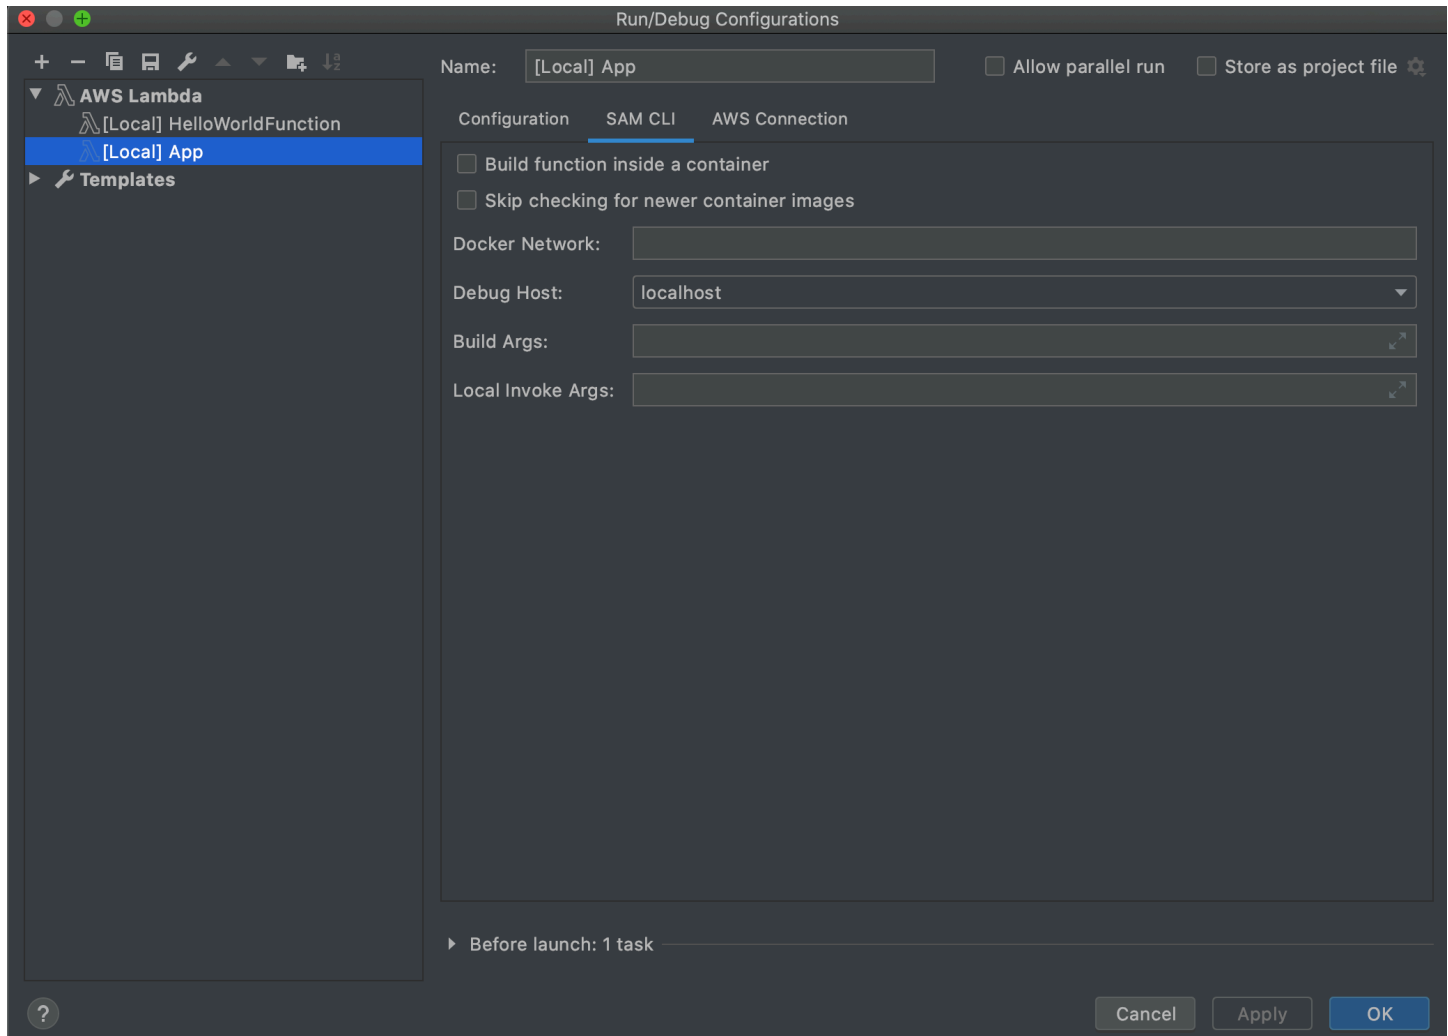 Run/Debug Configurations
Name: [Local] App Allow parallel run Store as project file
AWS Lambda
[Local] HelloWorldFunction
[Local] App
Templates
Configuration SAM CLI AWS Connection
Build function inside a container
Skip checking for newer container images
Docker Network:
Debug Host: localhost
Build Args:
Local Invoke Args:
Before launch: 1 task
? Cancel Apply OK